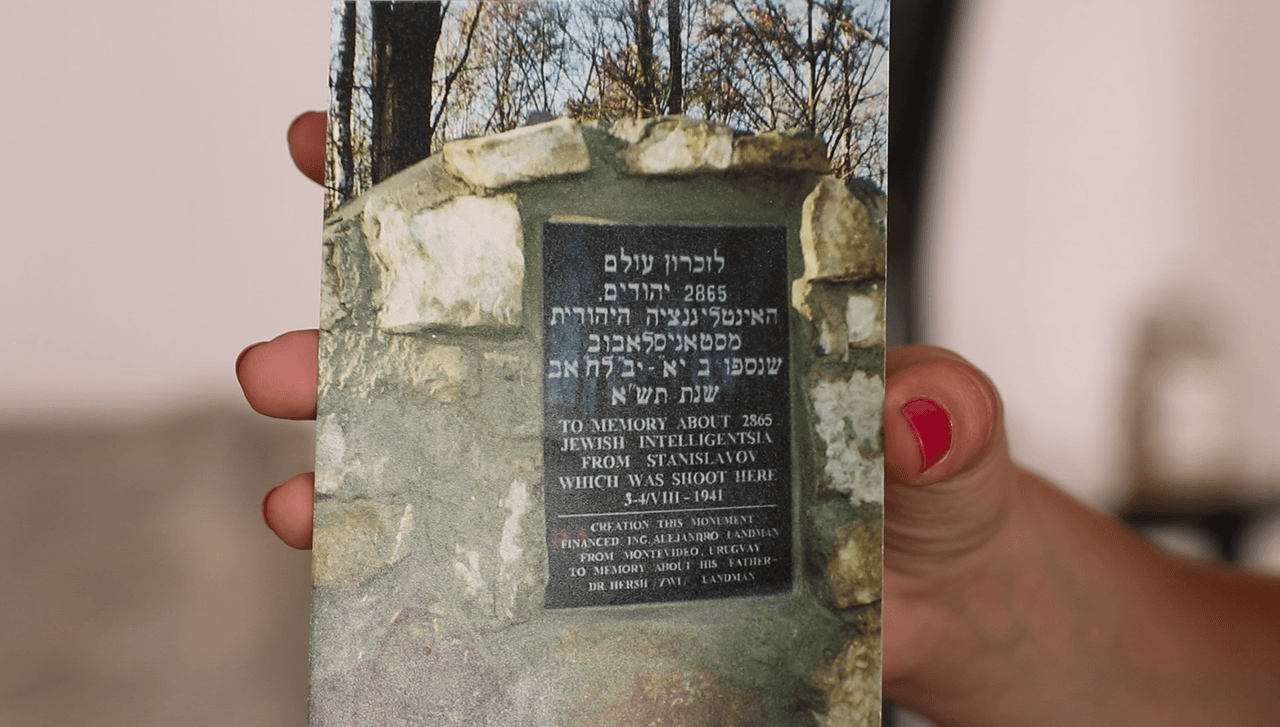 לזכרון עולם
2865 יהודים.
האינטליגנציה היהודית
מסטאניסלאבוב
שנספו ב יא'-יב' לח' אב
שנת תש"א
TO MEMORY ABOUT 2865
JEWISH INTELLIGENTSIA
FROM STANISLAVOV
WHICH WAS SHOOT HERE
3-4/VIII - 1941
CREATION THIS MONUMENT
FINANCED ING. ALEJANDRO LANDMAN
FROM MONTEVIDEO, URUGVAY
TO MEMORY ABOUT HIS FATHER-
DR. HERSH /ZWI/ LANDMAN